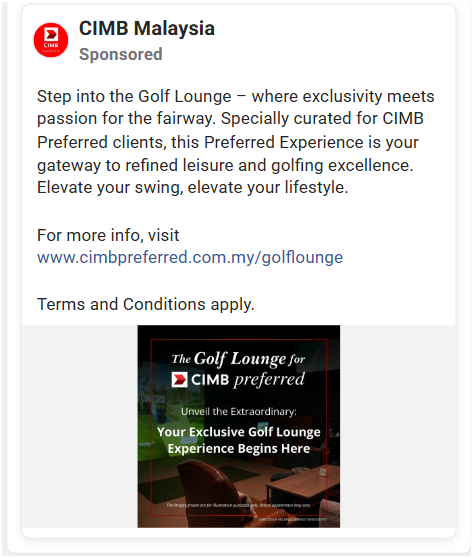 CIMB Malaysia
CIMB
Sponsored
Step into the Golf Lounge – where exclusivity meets
passion for the fairway. Specially curated for CIMB
Preferred clients, this Preferred Experience is your
gateway to refined leisure and golfing excellence.
Elevate your swing, elevate your lifestyle.
For more info, visit
www.cimbpreferred.com.my/golflounge
Terms and Conditions apply.
The Golf Lounge for
CIMB preferred
Unveil the Extraordinary:
Your Exclusive Golf Lounge
Experience Begins Here
The images shown are for illustration purposes only. Actual appearance may vary.